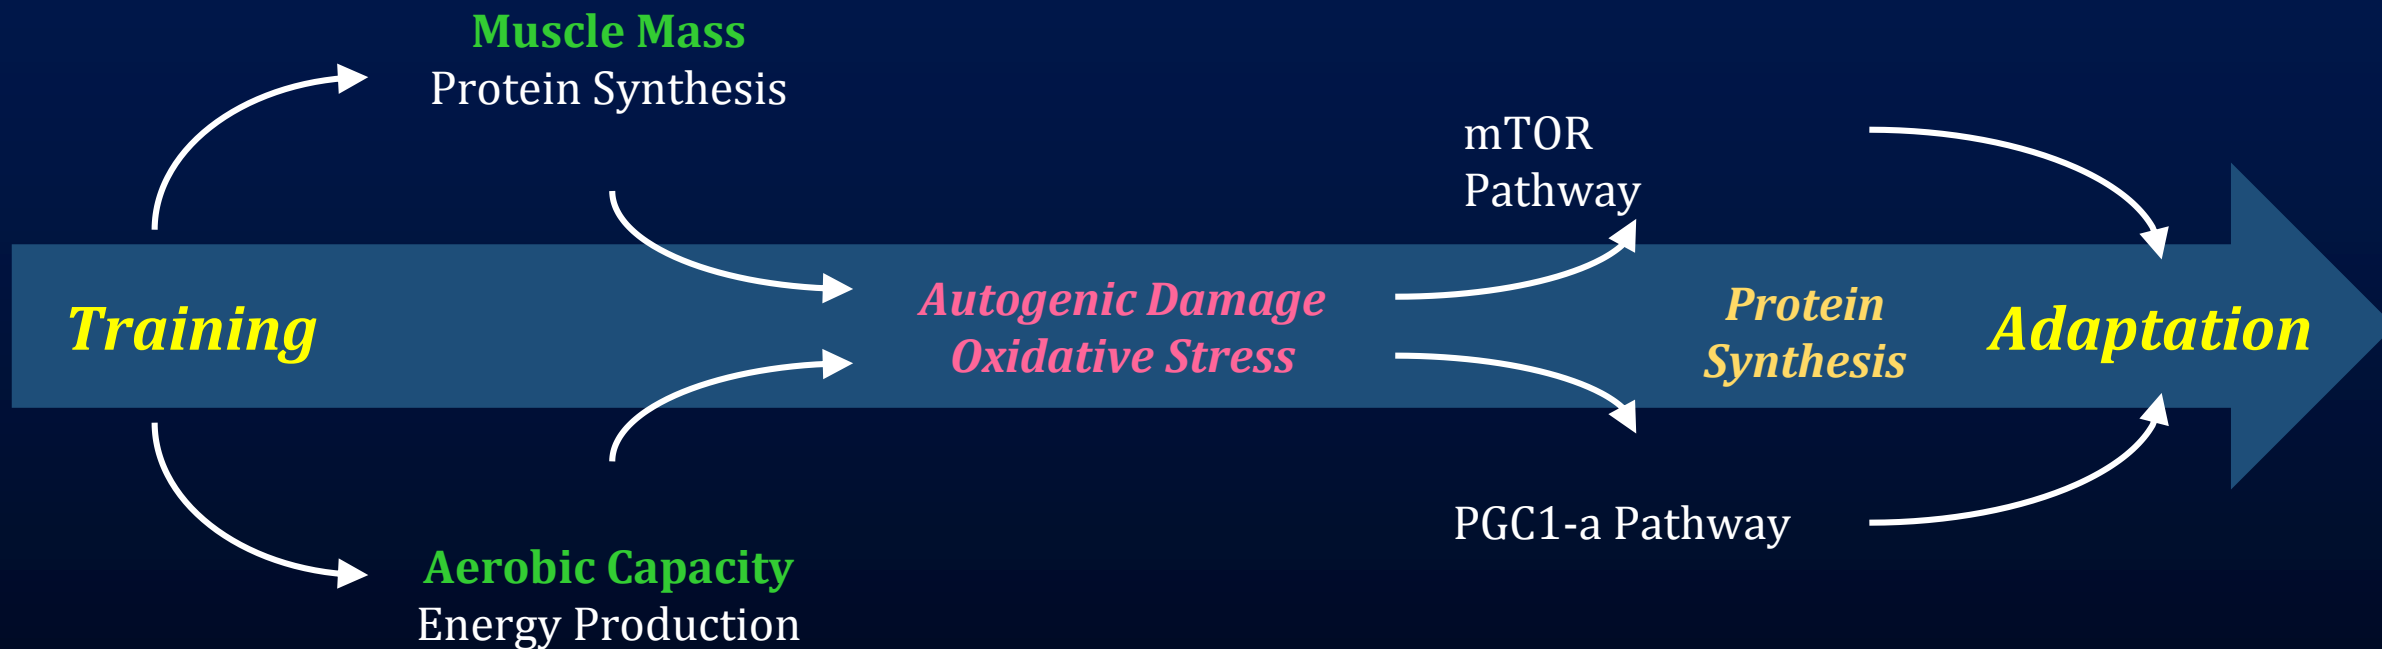 Muscle Mass
Protein Synthesis
mTOR
Pathway
Training
Autogenic Damage
Oxidative Stress
Protein
Synthesis
Adaptation
PGC1-a Pathway
Aerobic Capacity
Energy Production